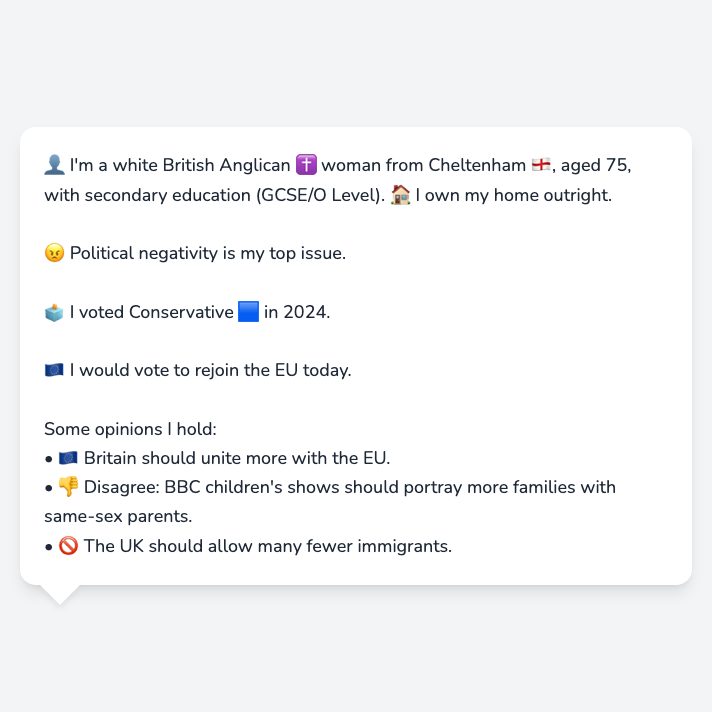 👤 I'm a white British Anglican ✝️ woman from Cheltenham 🏴󠁧󠁢󠁥󠁮󠁧󠁿, aged 75,
with secondary education (GCSE/O Level). 🏠 I own my home outright.
😠 Political negativity is my top issue.
🗳️ I voted Conservative 🟦 in 2024.
🇪🇺 I would vote to rejoin the EU today.
Some opinions I hold:
• 🇪🇺 Britain should unite more with the EU.
• 👎 Disagree: BBC children's shows should portray more families with
same-sex parents.
• 🚫 The UK should allow many fewer immigrants.